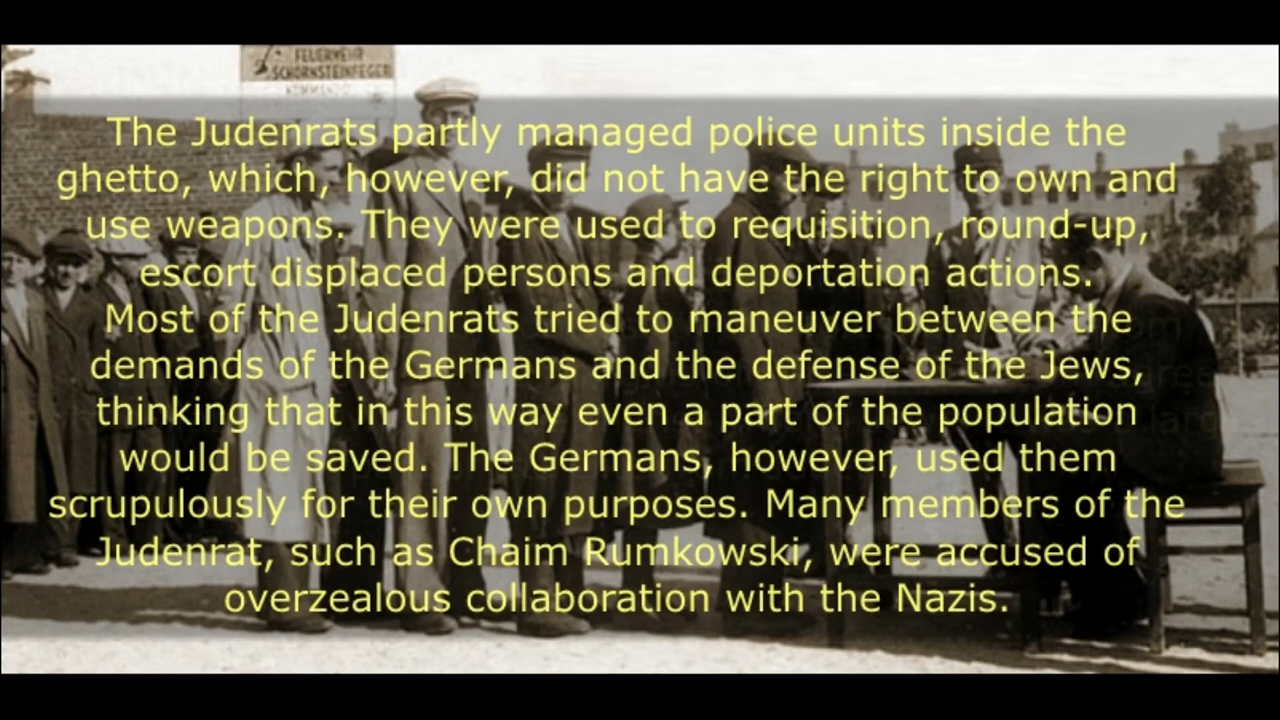 FEUERWEHR
SCHORNSTEINFEGER
KOMMANDO
The Judenrats partly managed police units inside the
ghetto, which, however, did not have the right to own and
use weapons. They were used to requisition, round-up,
escort displaced persons and deportation actions.
Most of the Judenrats tried to maneuver between the
demands of the Germans and the defense of the Jews,
thinking that in this way even a part of the population
would be saved. The Germans, however, used them
scrupulously for their own purposes. Many members of the
Judenrat, such as Chaim Rumkowski, were accused of
overzealous collaboration with the Nazis.